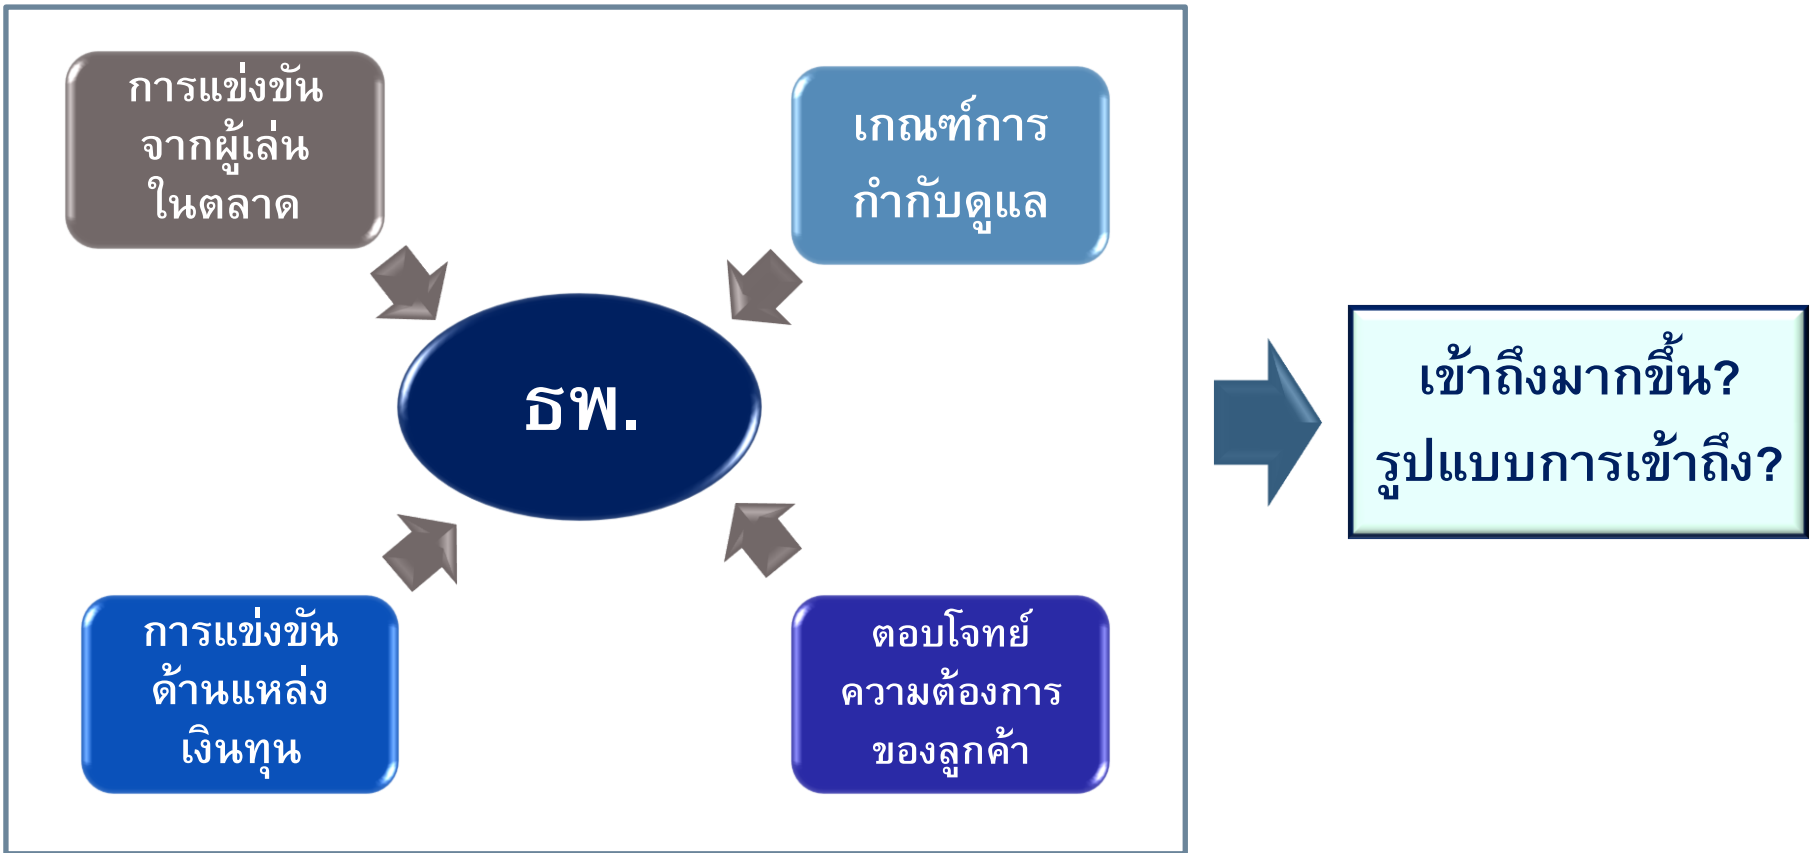 การแข่งขัน
จากผู้เล่น
ในตลาด
เกณฑ์การ
กำกับดูแล
ธพ.
การแข่งขัน
ด้านแหล่ง
เงินทุน
ตอบโจทย์
ความต้องการ
ของลูกค้า
เข้าถึงมากขึ้น?
รูปแบบการเข้าถึง?